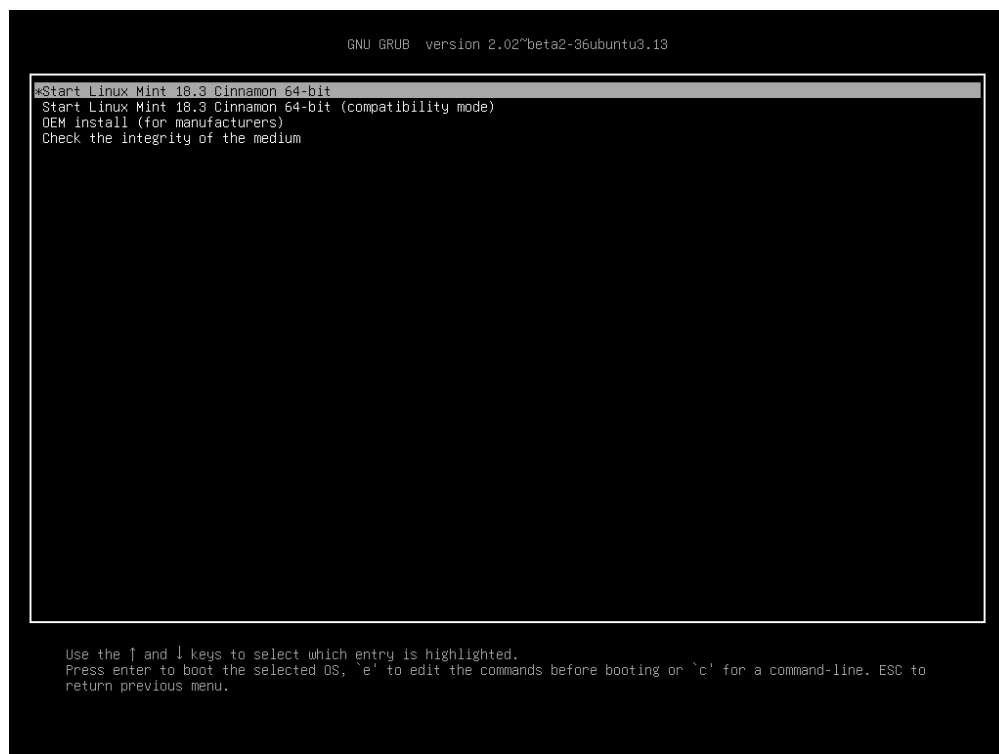 GNU GRUB  version 2.02~beta2-36ubuntu3.13
*Start Linux Mint 18.3 Cinnamon 64-bit
Start Linux Mint 18.3 Cinnamon 64-bit (compatibility mode)
OEM install (for manufacturers)
Check the integrity of the medium
Use the ↑ and ↓ keys to select which entry is highlighted.
Press enter to boot the selected OS, `e' to edit the commands before booting or `c' for a command-line. ESC to
return previous menu.